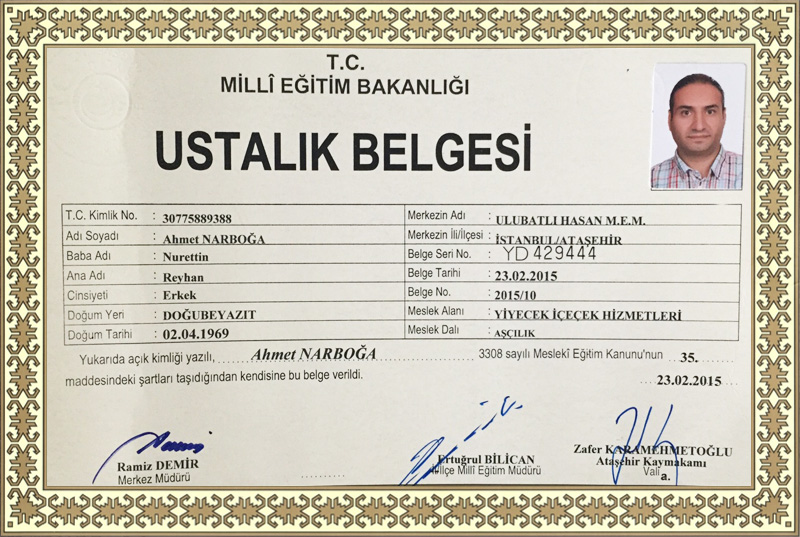 T.C.
MİLLÎ EĞİTİM BAKANLIĞI
USTALIK BELGESİ
T.C. Kimlik No. : 30775889388
Adı Soyadı : Ahmet NARBOĞA
Baba Adı : Nurettin
Ana Adı : Reyhan
Cinsiyeti : Erkek
Doğum Yeri : DOĞUBEYAZIT
Doğum Tarihi : 02.04.1969
Merkezin Adı : ULUBATLI HASAN M.E.M.
Merkezin İli/İlçesi : İSTANBUL/ATAŞEHİR
Belge Seri No. : YD 429444
Belge Tarihi : 23.02.2015
Belge No. : 2015/10
Meslek Alanı : YİYECEK İÇEÇEK HİZMETLERİ
Meslek Dalı : AŞÇILIK
Yukarıda açık kimliği yazılı, Ahmet NARBOĞA 3308 sayılı Meslekî Eğitim Kanunu'nun 35.
maddesindeki şartları taşıdığından kendisine bu belge verildi.
23.02.2015
Ramiz DEMİR
Merkez Müdürü
Ertuğrul BİLİCAN
İl/İlçe Millî Eğitim Müdürü
Zafer KARAMEHMETOĞLU
Ataşehir Kaymakamı
Vali a.